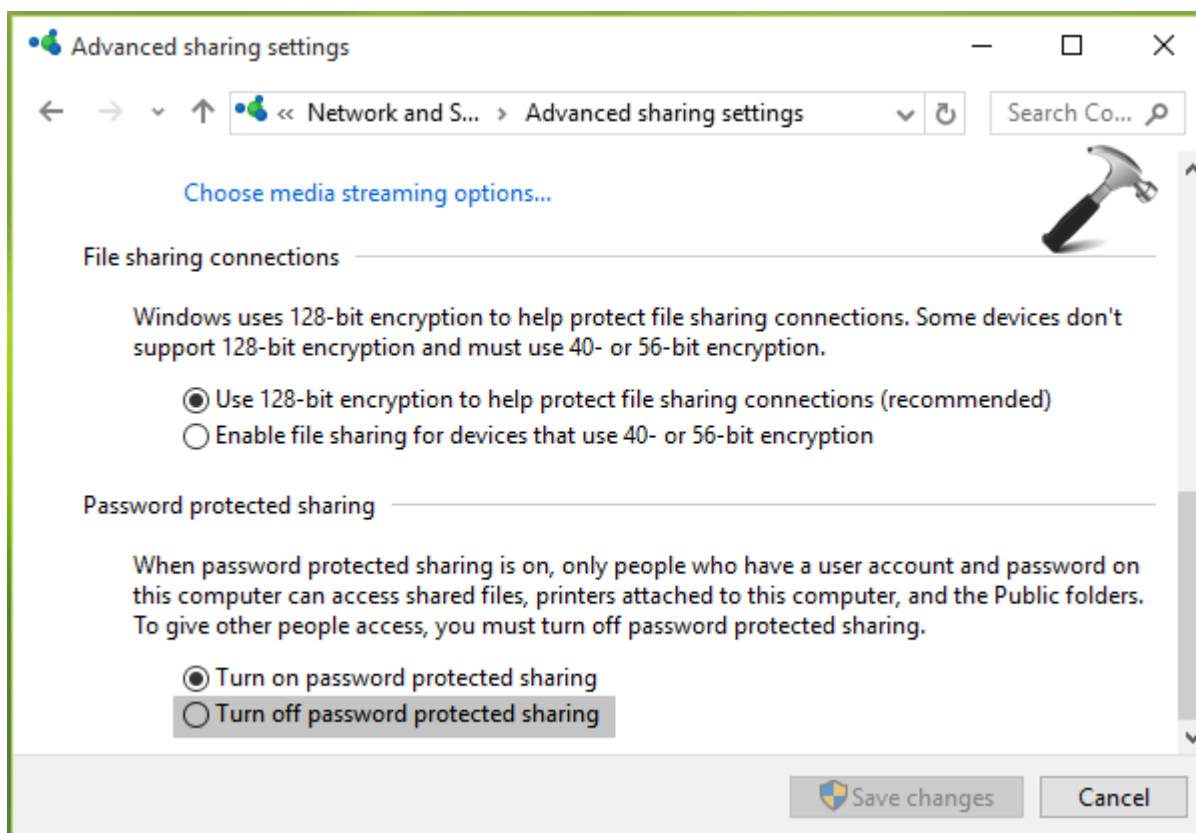 Advanced sharing settings
« Network and S... > Advanced sharing settings
Search Co...
Choose media streaming options...
File sharing connections
Windows uses 128-bit encryption to help protect file sharing connections. Some devices don't
support 128-bit encryption and must use 40- or 56-bit encryption.
Use 128-bit encryption to help protect file sharing connections (recommended)
Enable file sharing for devices that use 40- or 56-bit encryption
Password protected sharing
When password protected sharing is on, only people who have a user account and password on
this computer can access shared files, printers attached to this computer, and the Public folders.
To give other people access, you must turn off password protected sharing.
Turn on password protected sharing
Turn off password protected sharing
Save changes
Cancel